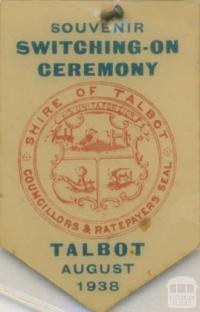 SOUVENIR
SWITCHING-ON
CEREMONY
SHIRE OF TALBOT
COUNCILLORS & RATEPAYERS SEAL
TALBOT
AUGUST
1938